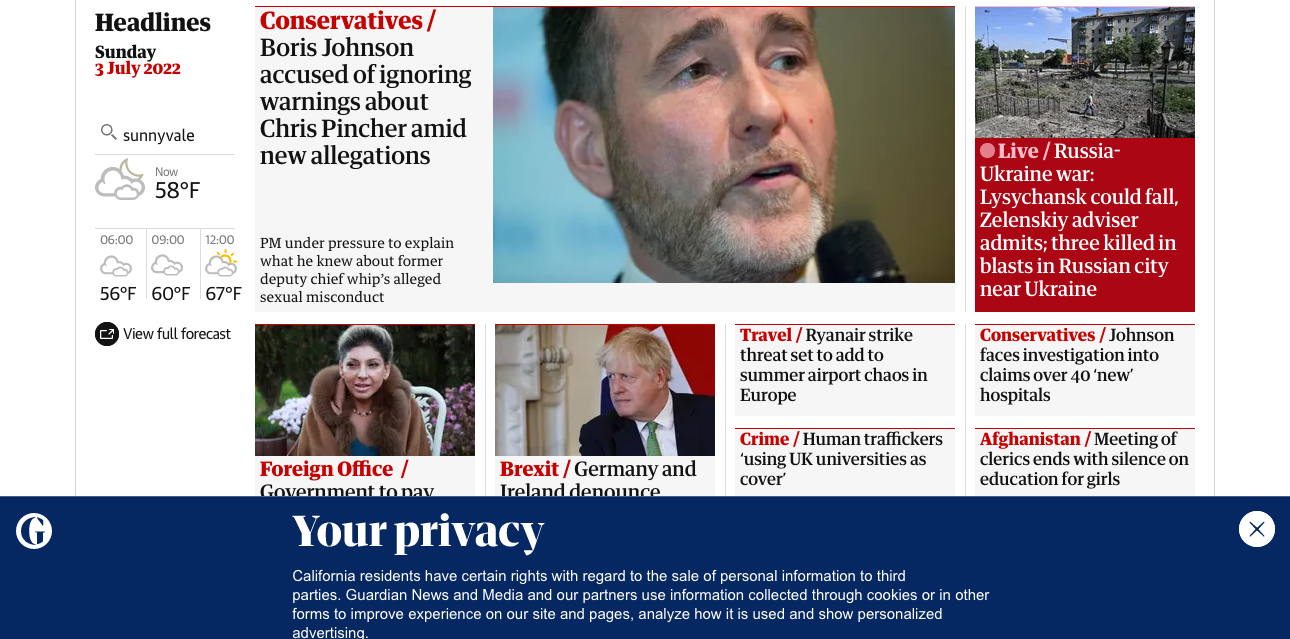 Headlines
Sunday
3 July 2022
sunnyvale
Now
58°F
06:00
09:00
12:00
56°F
60°F
67°F
View full forecast
Conservatives /
Boris Johnson
accused of ignoring
warnings about
Chris Pincher amid
new allegations
PM under pressure to explain
what he knew about former
deputy chief whip's alleged
sexual misconduct
Live / Russia-
Ukraine war:
Lysychansk could fall,
Zelenskiy adviser
admits; three killed in
blasts in Russian city
near Ukraine
Foreign Office /
Government to pay
Brexit / Germany and
Ireland denounce
Travel / Ryanair strike
threat set to add to
summer airport chaos in
Europe
Crime / Human traffickers
‘using UK universities as
cover’
Conservatives / Johnson
faces investigation into
claims over 40 ‘new’
hospitals
Afghanistan / Meeting of
clerics ends with silence on
education for girls
G
Your privacy
California residents have certain rights with regard to the sale of personal information to third
parties. Guardian News and Media and our partners use information collected through cookies or in other
forms to improve experience on our site and pages, analyze how it is used and show personalized
advertising.